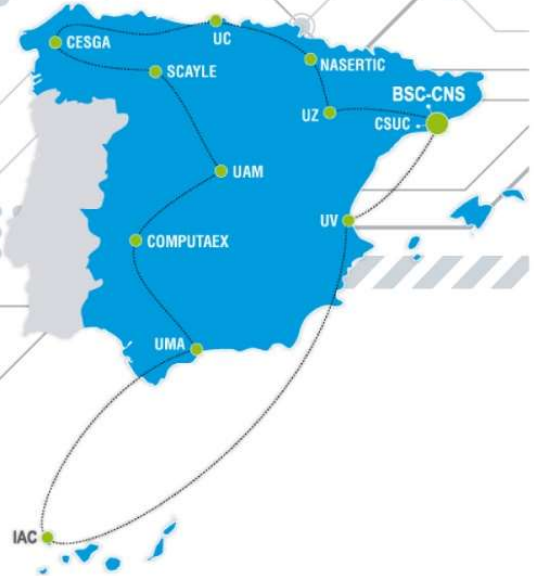 CESGA
UC
SCAYLE
NASERTIC
BSC-CNS
UZ
CSUC
UAM
UV
COMPUTAEX
UMA
IAC